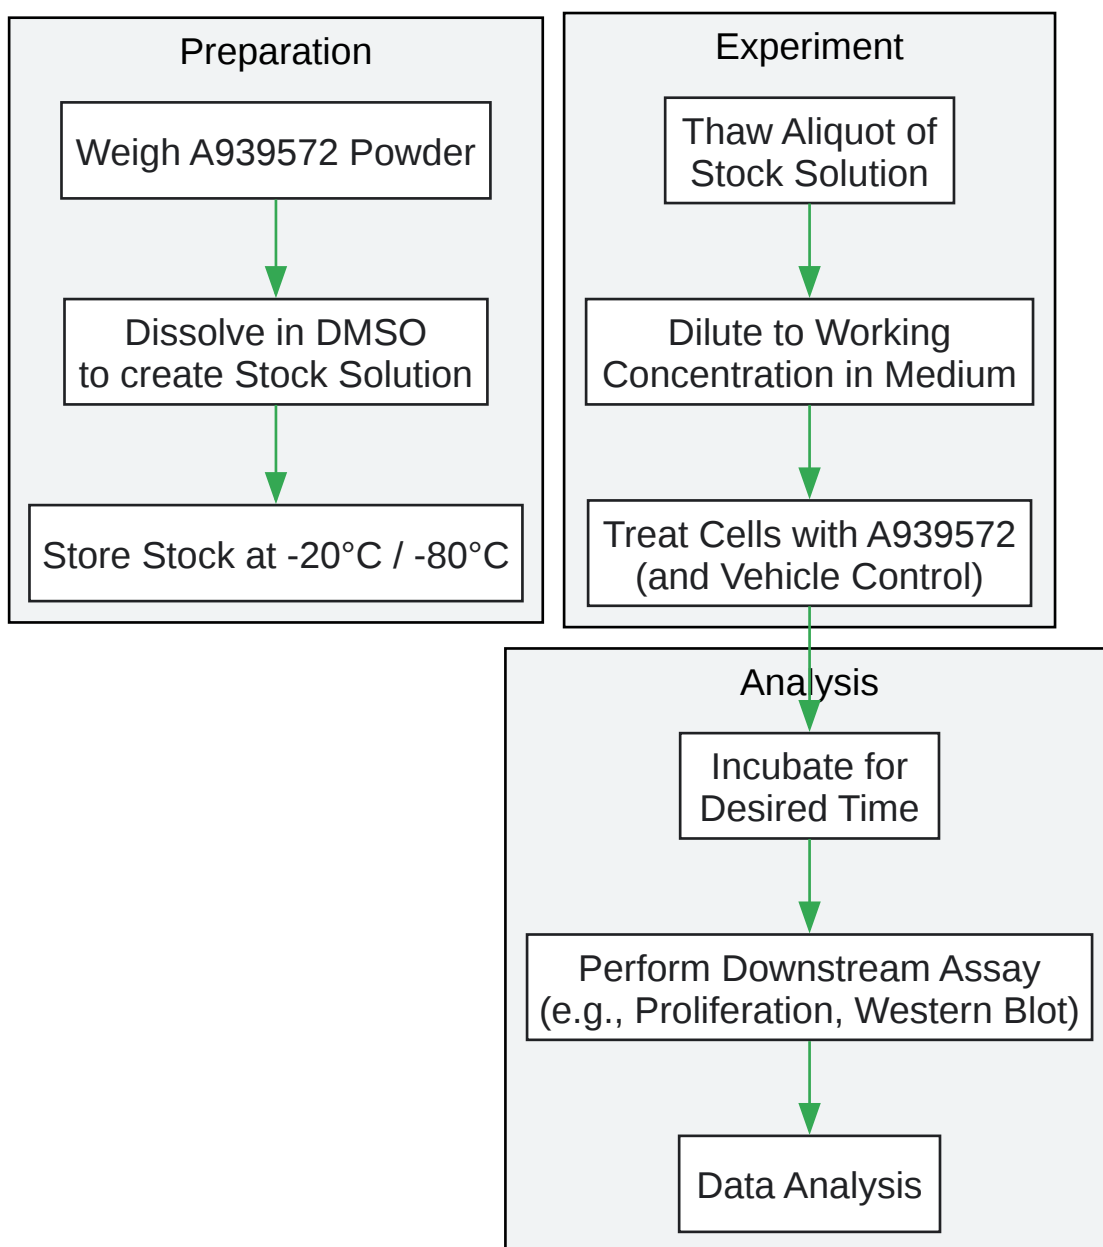 Preparation
Weigh A939572 Powder
Dissolve in DMSO
to create Stock Solution
Store Stock at -20°C / -80°C
Experiment
Thaw Aliquot of
Stock Solution
Dilute to Working
Concentration in Medium
Treat Cells with A939572
(and Vehicle Control)
Analysis
Incubate for
Desired Time
Perform Downstream Assay
(e.g., Proliferation, Western Blot)
Data Analysis